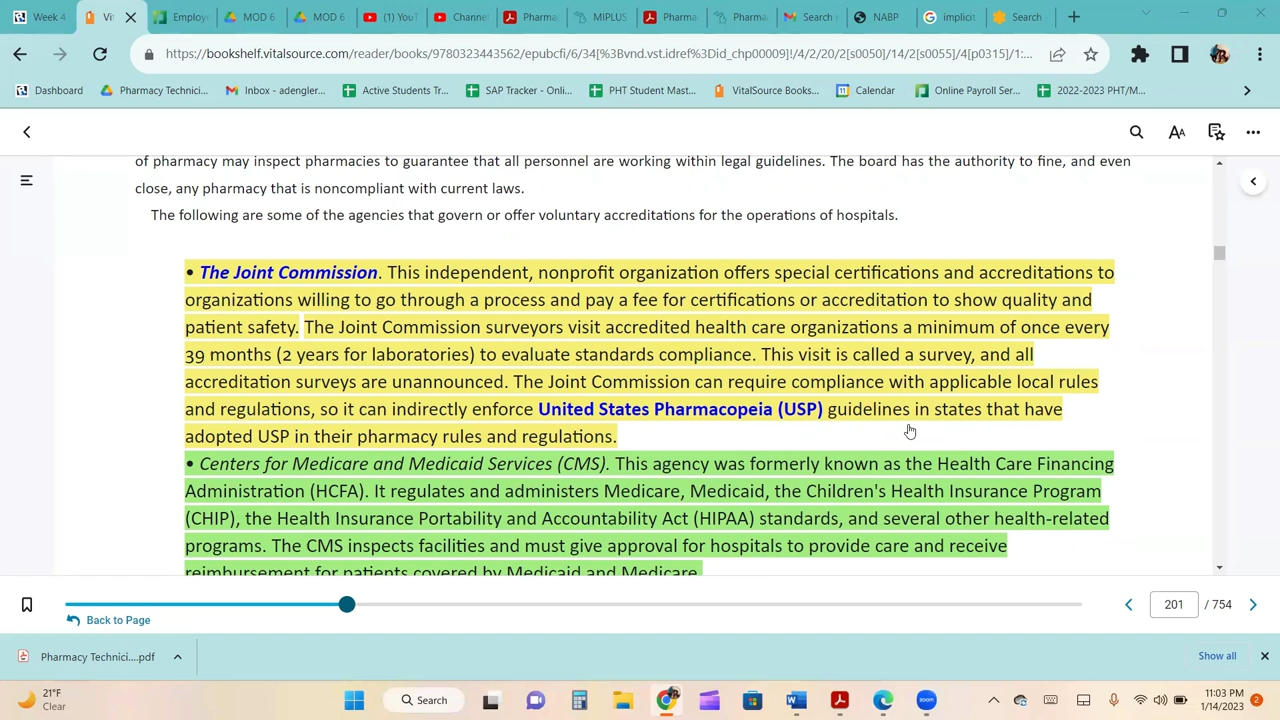 Week 4
Vit
Employe
MOD 6
MOD 6
(1) YouT
Channel
Pharma
MIPLUS
Pharma
Pharma
Search r
NABP
implicit
Search
https://bookshelf.vitalsource.com/reader/books/9780323443562/epubcfi/6/34[%3Bvnd.vst.idref%3Did_chp00009]!/4/2/20/2[s0050]/14/2[s0055]/4[p0315]/1:...
Dashboard
Pharmacy Technici...
Inbox - adengler...
Active Students Tr...
SAP Tracker - Onli...
PHT Student Mast...
VitalSource Books...
Calendar
Online Payroll Ser...
2022-2023 PHT/M...
of pharmacy may inspect pharmacies to guarantee that all personnel are working within legal guidelines. The board has the authority to fine, and even
close, any pharmacy that is noncompliant with current laws.
The following are some of the agencies that govern or offer voluntary accreditations for the operations of hospitals.
• The Joint Commission. This independent, nonprofit organization offers special certifications and accreditations to
organizations willing to go through a process and pay a fee for certifications or accreditation to show quality and
patient safety. The Joint Commission surveyors visit accredited health care organizations a minimum of once every
39 months (2 years for laboratories) to evaluate standards compliance. This visit is called a survey, and all
accreditation surveys are unannounced. The Joint Commission can require compliance with applicable local rules
and regulations, so it can indirectly enforce United States Pharmacopeia (USP) guidelines in states that have
adopted USP in their pharmacy rules and regulations.
• Centers for Medicare and Medicaid Services (CMS). This agency was formerly known as the Health Care Financing
Administration (HCFA). It regulates and administers Medicare, Medicaid, the Children's Health Insurance Program
(CHIP), the Health Insurance Portability and Accountability Act (HIPAA) standards, and several other health-related
programs. The CMS inspects facilities and must give approval for hospitals to provide care and receive
reimbursement for patients covered by Medicaid and Medicare.
201 / 754
Back to Page
Pharmacy Technici....pdf
Show all
21°F
Clear
Search
11:03 PM
1/14/2023
2